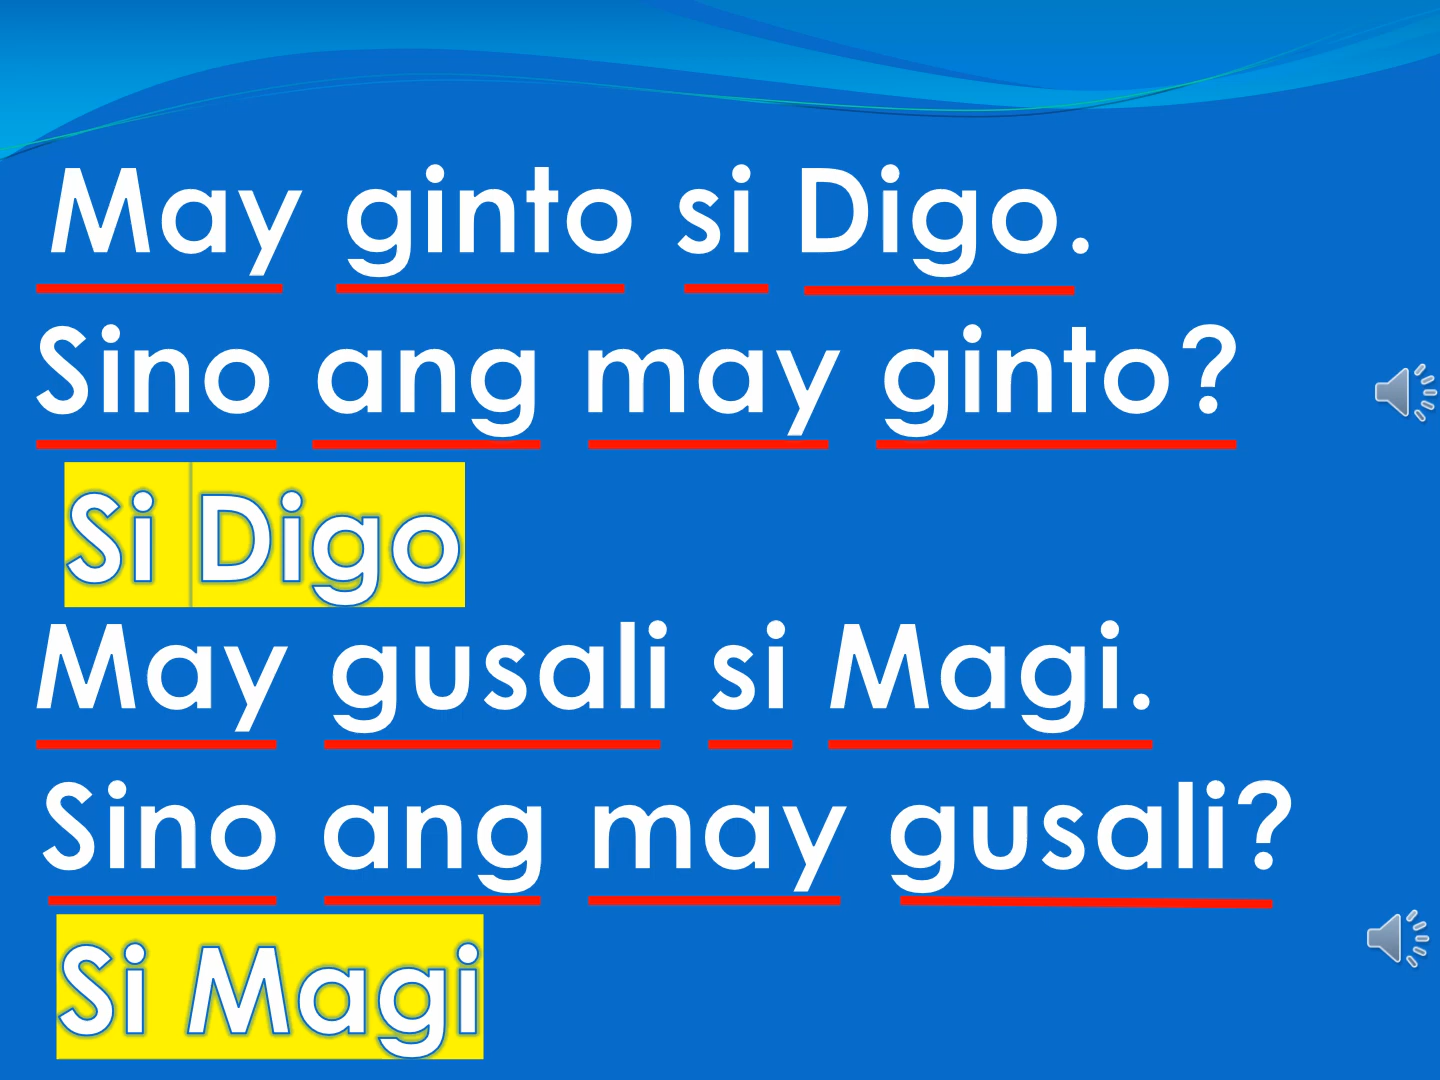 May ginto si Digo.
Sino ang may ginto?
Si Digo
May gusali si Magi.
Sino ang may gusali?
Si Magi